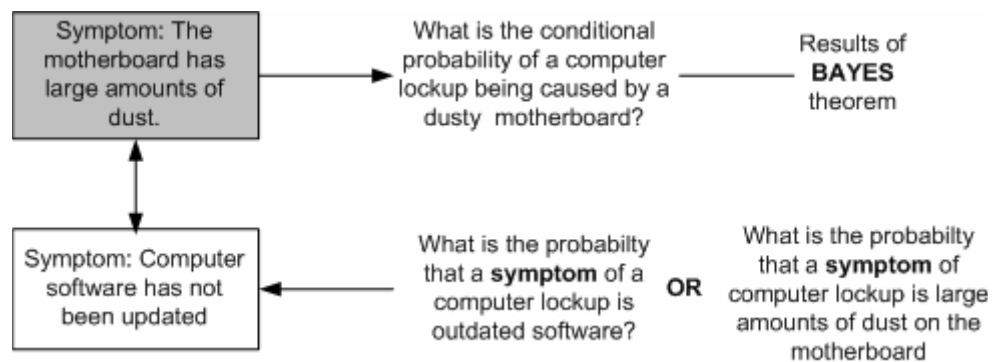 Symptom: The
motherboard has
large amounts of
dust.
What is the conditional
probability of a computer
lockup being caused by a
dusty motherboard?
Results of
BAYES
theorem
Symptom: Computer
software has not
been updated
What is the probabilty
that a symptom of a
computer lockup is
outdated software?
OR
What is the probabilty
that a symptom of
computer lockup is large
amounts of dust on the
motherboard